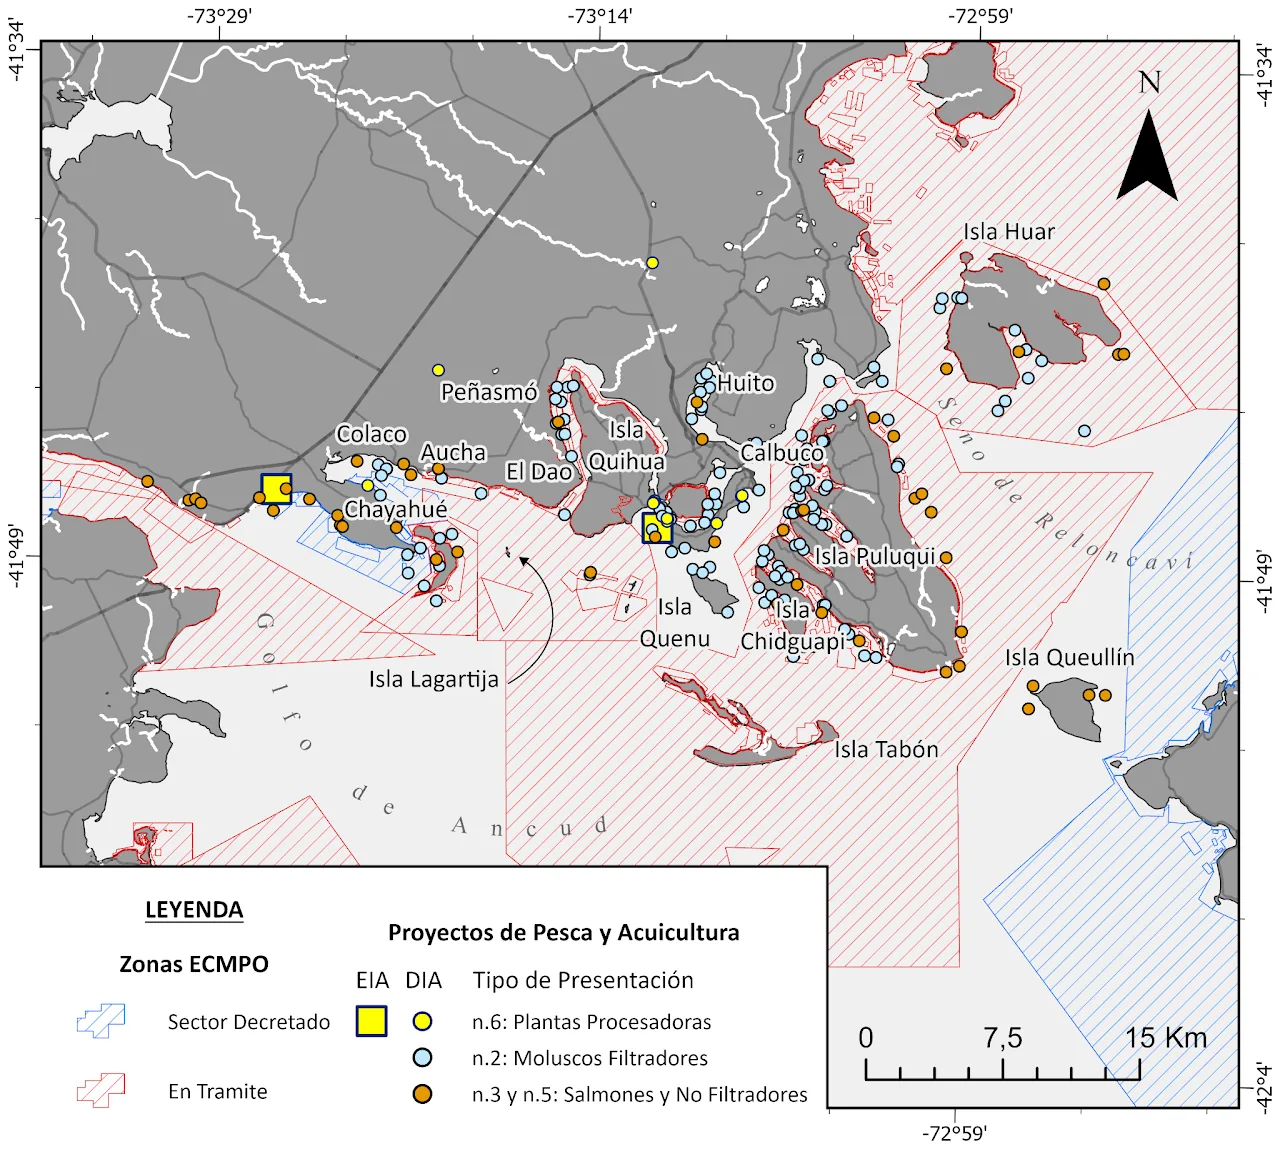 -73°29'
-73°14'
-72°59'
-41°34'
-41°34'
N
Isla Huar
Peñasmó
Huito
Colaco
Aucha
Isla
Quihua
El Dao
Calbuco
Seno de Reloncaví
Chayahué
-41°49'
-41°49'
Isla Puluqui
Isla
Quenu
Isla
Chidguapi
Isla Queullín
Isla Lagartija
Golfo de Ancud
Isla Tabón
LEYENDA
Zonas ECMPO
Sector Decretado
En Tramite
Proyectos de Pesca y Acuicultura
EIA DIA Tipo de Presentación
n.6: Plantas Procesadoras
n.2: Moluscos Filtradores
n.3 y n.5: Salmones y No Filtradores
0 7,5 15 Km
-42°4'
-72°59'